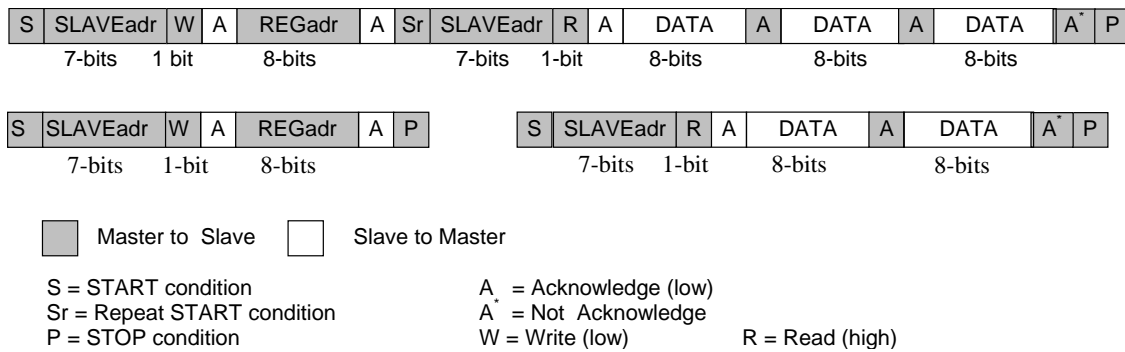 S SLAVEadr W A REGadr A Sr SLAVEadr R A DATA A DATA A DATA A* P
7-bits 1 bit 8-bits 7-bits 1-bit 8-bits 8-bits 8-bits
S SLAVEadr W A REGadr A P S SLAVEadr R A DATA A DATA A* P
7-bits 1-bit 8-bits 7-bits 1-bit 8-bits 8-bits
Master to Slave Slave to Master
S = START condition A = Acknowledge (low)
Sr = Repeat START condition A* = Not Acknowledge
P = STOP condition W = Write (low) R = Read (high)